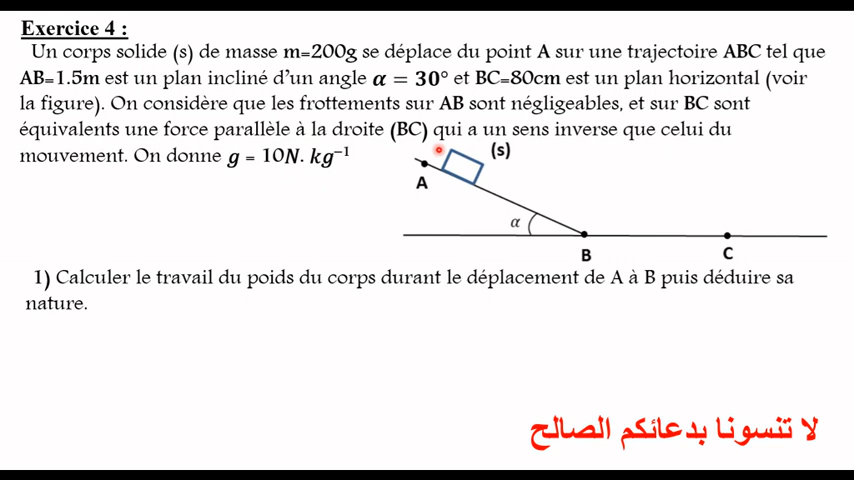 Exercice 4 :
Un corps solide (s) de masse m=200g se déplace du point A sur une trajectoire ABC tel que
AB=1.5m est un plan incliné d'un angle α = 30° et BC=80cm est un plan horizontal (voir
la figure). On considère que les frottements sur AB sont négligeables, et sur BC sont
équivalents une force parallèle à la droite (BC) qui a un sens inverse que celui du
mouvement. On donne g = 10N. kg⁻¹
(s)
A
α
B
C
1) Calculer le travail du poids du corps durant le déplacement de A à B puis déduire sa
nature.
لا تنسونا بدعائكم الصالح